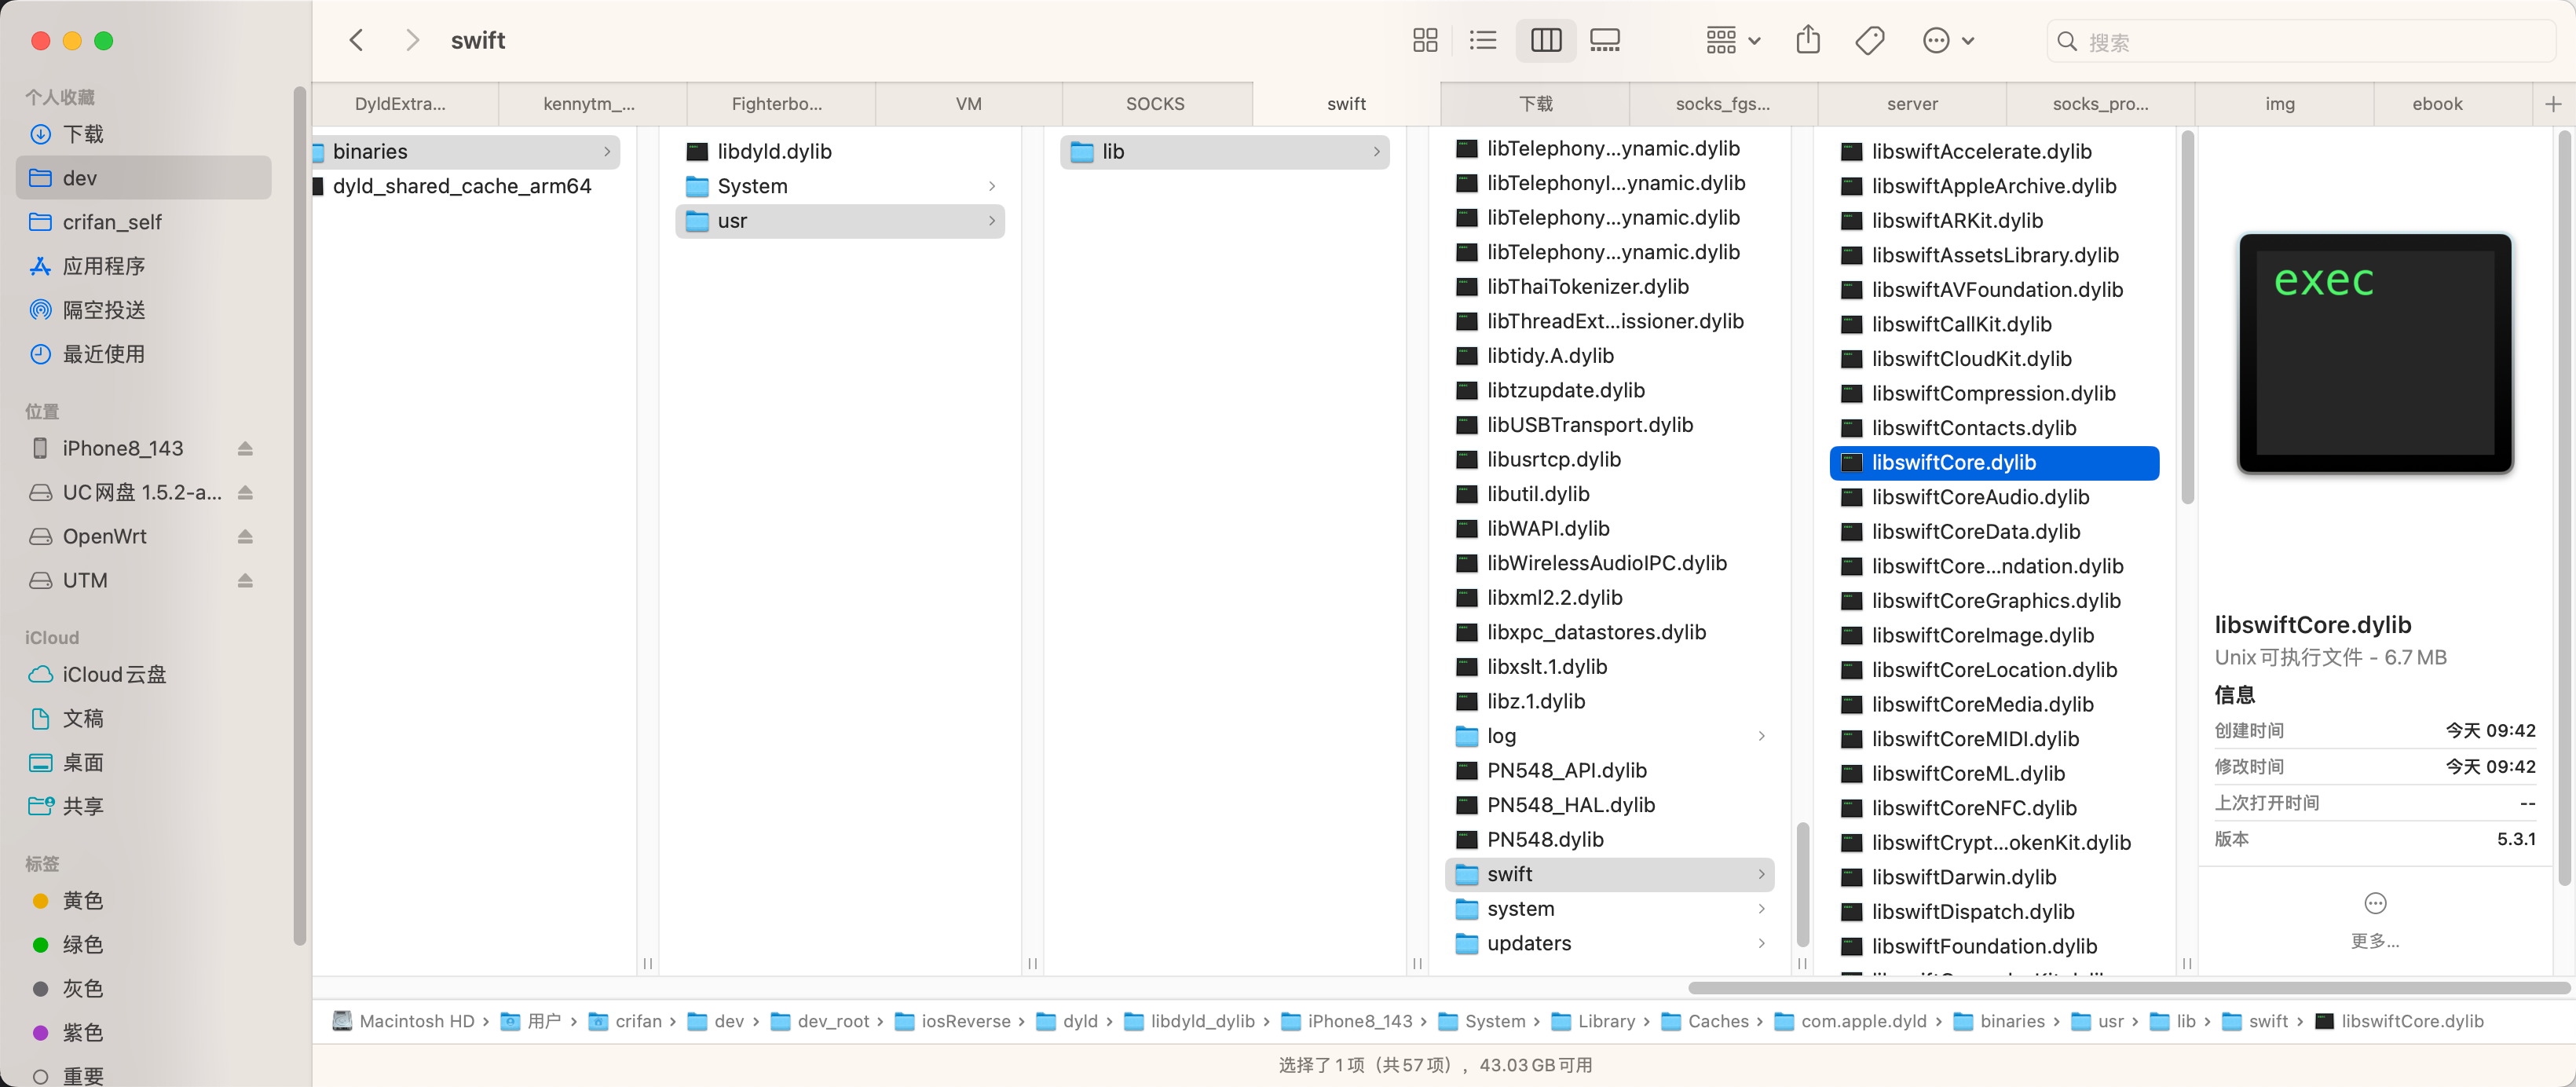 swift
搜索
个人收藏
下载
dev
crifan_self
应用程序
隔空投送
最近使用
位置
iPhone8_143
UC网盘 1.5.2-a...
OpenWrt
UTM
iCloud
iCloud云盘
文稿
桌面
共享
标签
黄色
绿色
灰色
紫色
重要
DyldExtra...
kennytm_...
Fighterbo...
VM
SOCKS
swift
下载
socks_fgs...
server
socks_pro...
img
ebook
binaries
dyld_shared_cache_arm64
libdyld.dylib
System
usr
lib
libTelephony...ynamic.dylib
libTelephonyI...ynamic.dylib
libTelephony...ynamic.dylib
libTelephony...ynamic.dylib
libThaiTokenizer.dylib
libThreadExt...issioner.dylib
libtidy.A.dylib
libtzupdate.dylib
libUSBTransport.dylib
libusrtcp.dylib
libutil.dylib
libWAPI.dylib
libWirelessAudioIPC.dylib
libxml2.2.dylib
libxpc_datastores.dylib
libxslt.1.dylib
libz.1.dylib
log
PN548_API.dylib
PN548_HAL.dylib
PN548.dylib
swift
system
updaters
libswiftAccelerate.dylib
libswiftAppleArchive.dylib
libswiftARKit.dylib
libswiftAssetsLibrary.dylib
libswiftAVFoundation.dylib
libswiftCallKit.dylib
libswiftCloudKit.dylib
libswiftCompression.dylib
libswiftContacts.dylib
libswiftCore.dylib
libswiftCoreAudio.dylib
libswiftCoreData.dylib
libswiftCore...ndation.dylib
libswiftCoreGraphics.dylib
libswiftCoreImage.dylib
libswiftCoreLocation.dylib
libswiftCoreMedia.dylib
libswiftCoreMIDI.dylib
libswiftCoreML.dylib
libswiftCoreNFC.dylib
libswiftCrypt...okenKit.dylib
libswiftDarwin.dylib
libswiftDispatch.dylib
libswiftFoundation.dylib
exec
libswiftCore.dylib
Unix可执行文件 - 6.7 MB
信息
创建时间 今天 09:42
修改时间 今天 09:42
上次打开时间 --
版本 5.3.1
更多...
Macintosh HD › 用户 › crifan › dev › dev_root › iosReverse › dyld › libdyld_dylib › iPhone8_143 › System › Library › Caches › com.apple.dyld › binaries › usr › lib › swift › libswiftCore.dylib
选择了1项（共57项），43.03 GB可用